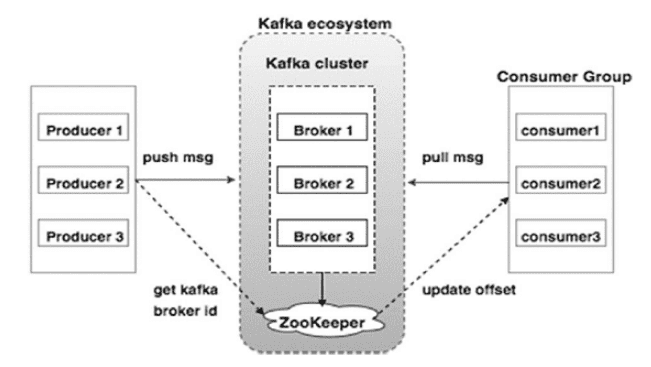 Kafka ecosystem
Kafka cluster
Consumer Group
Producer 1
Broker 1
consumer1
push msg
pull msg
Producer 2
Broker 2
consumer2
Producer 3
Broker 3
consumer3
get kafka
broker id
update offset
ZooKeeper